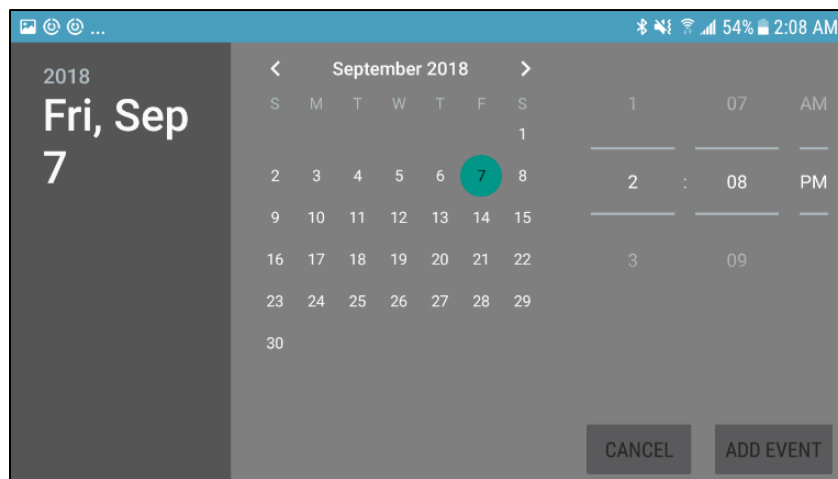 ... 54% 2:08 AM
2018
Fri, Sep
7
September 2018
S M T W T F S
1
2 3 4 5 6 7 8
9 10 11 12 13 14 15
16 17 18 19 20 21 22
23 24 25 26 27 28 29
30
1 07 AM
2 : 08 PM
3 09
CANCEL ADD EVENT